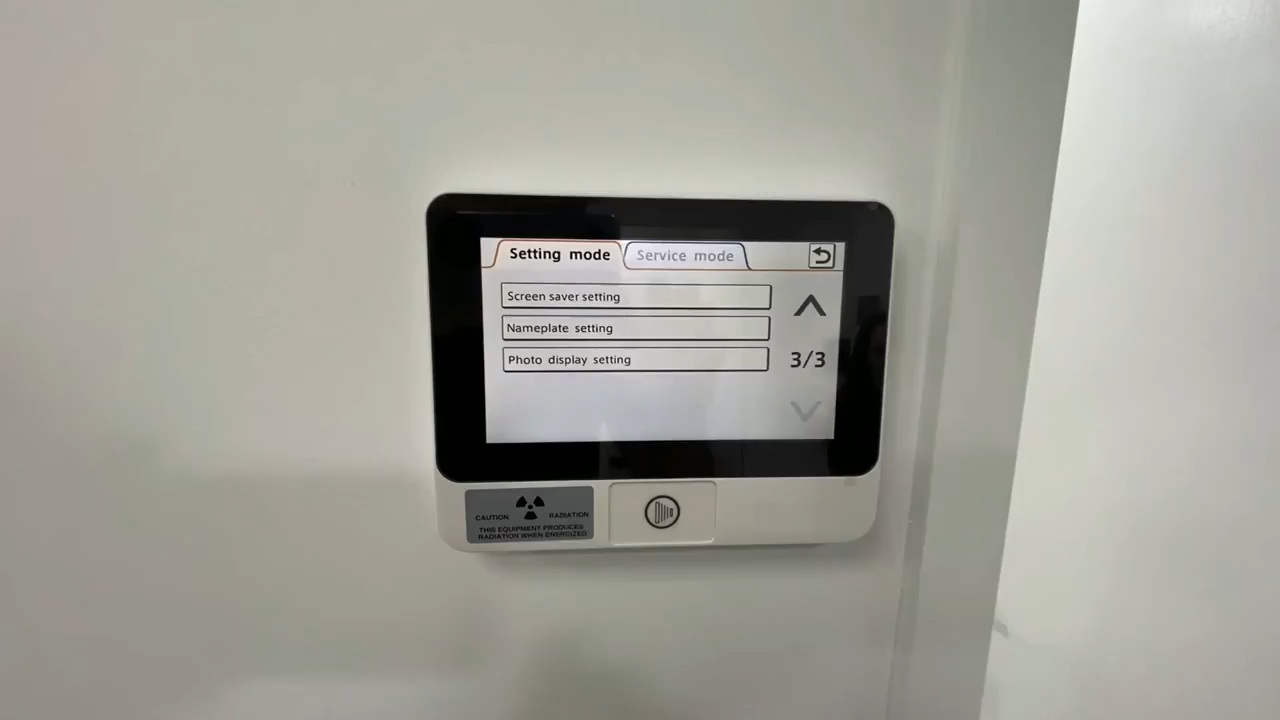 Setting mode
Service mode
Screen saver setting
Nameplate setting
Photo display setting
3/3
CAUTION RADIATION
THIS EQUIPMENT PRODUCES
RADIATION WHEN ENERGIZED